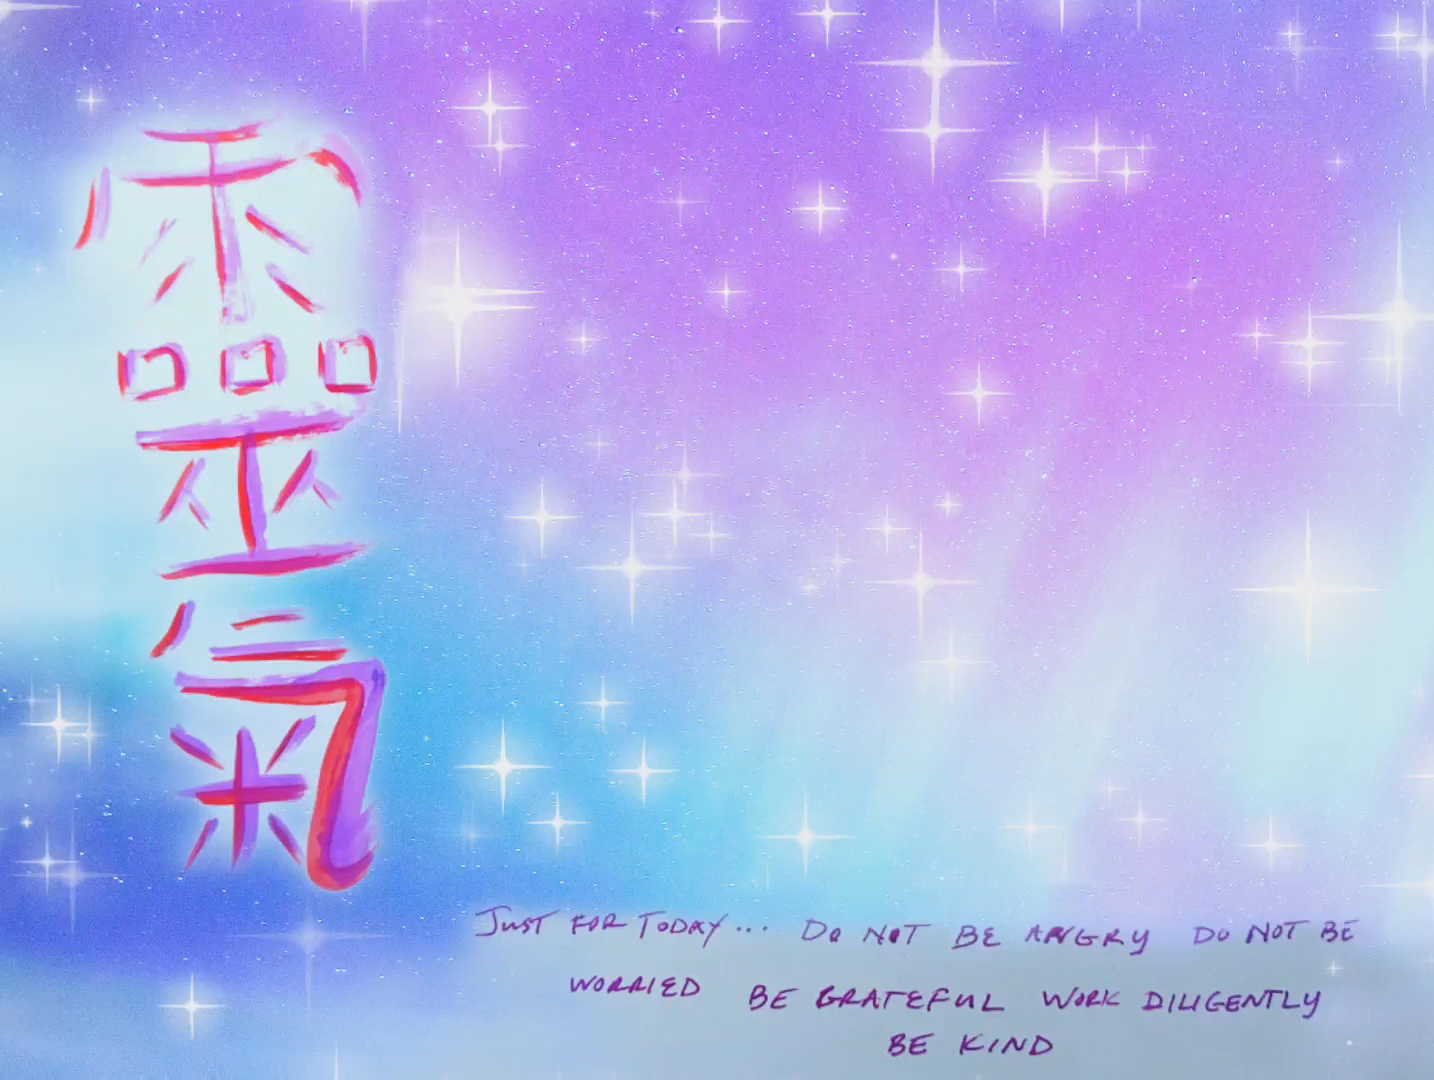 靈氣
JUST FOR TODAY... DO NOT BE ANGRY DO NOT BE
WORRIED BE GRATEFUL WORK DILIGENTLY
BE KIND